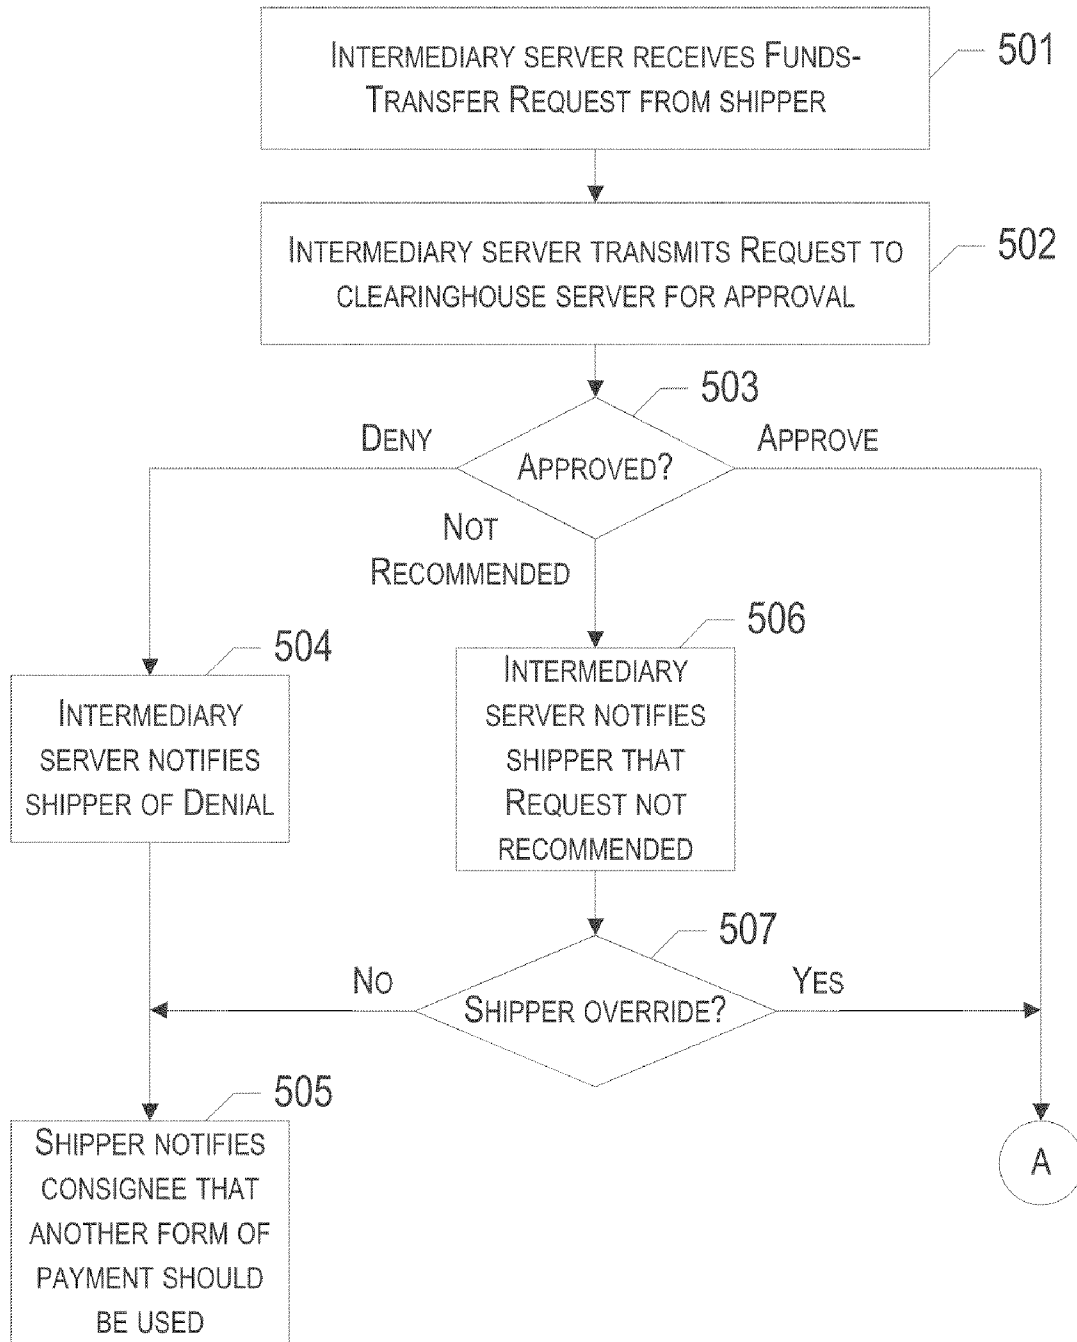 INTERMEDIARY SERVER RECEIVES FUNDS-
TRANSFER REQUEST FROM SHIPPER
501
INTERMEDIARY SERVER TRANSMITS REQUEST TO
CLEARINGHOUSE SERVER FOR APPROVAL
502
503
DENY
APPROVED?
APPROVE
NOT
RECOMMENDED
504
INTERMEDIARY
SERVER NOTIFIES
SHIPPER OF DENIAL
506
INTERMEDIARY
SERVER NOTIFIES
SHIPPER THAT
REQUEST NOT
RECOMMENDED
507
NO
SHIPPER OVERRIDE?
YES
505
SHIPPER NOTIFIES
CONSIGNEE THAT
ANOTHER FORM OF
PAYMENT SHOULD
BE USED
A